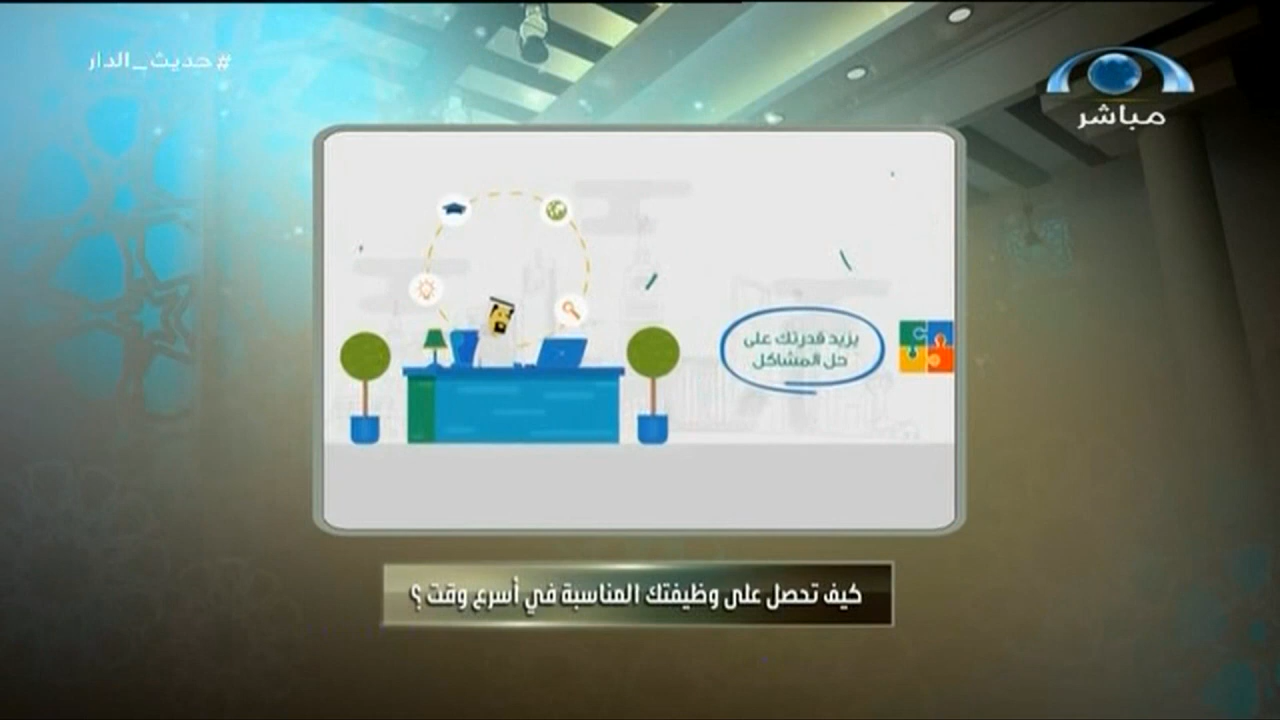 #حديث_الدار
مباشر
يزيد قدرتك على
حل المشاكل
كيف تحصل على وظيفتك المناسبة في أسرع وقت ؟